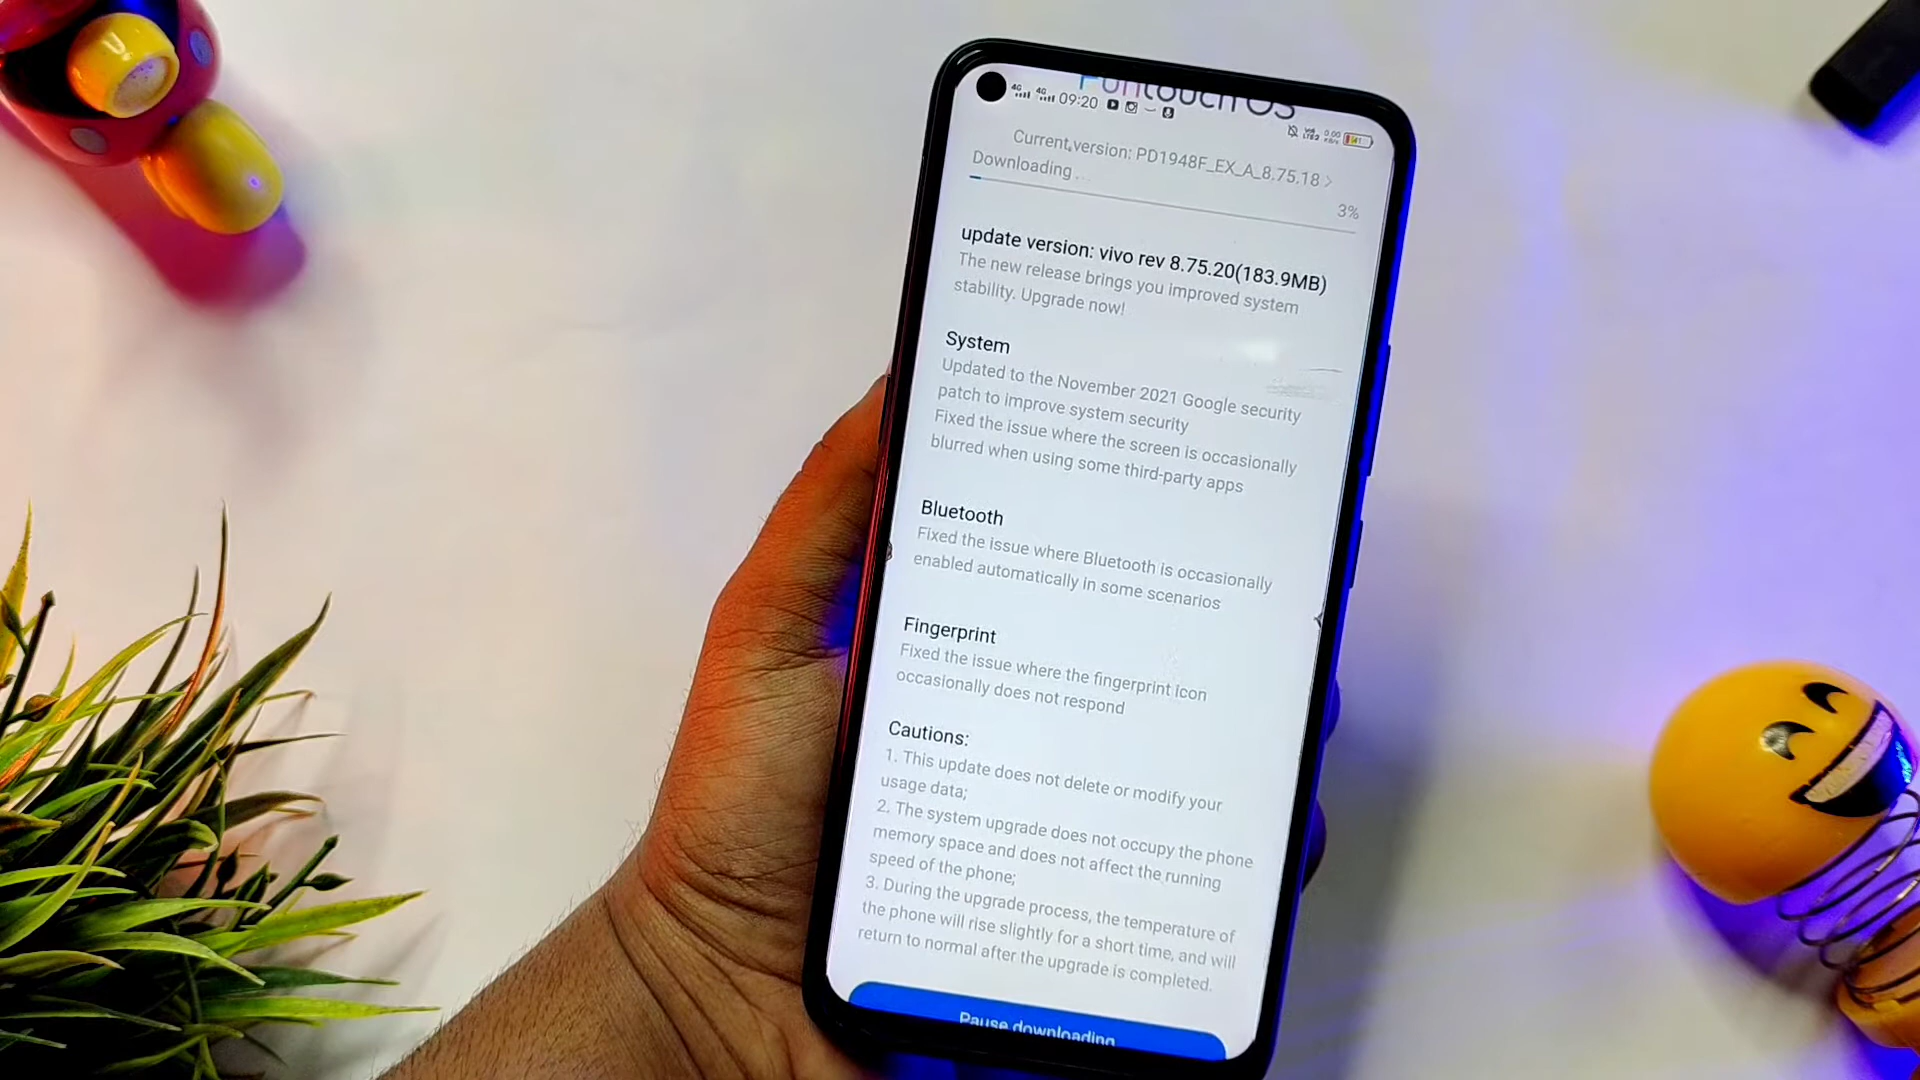 Funtouch OS
4G 4G 09:20
Current version: PD1948F_EX_A_8.75.18 >
Downloading...
3%
update version: vivo rev 8.75.20(183.9MB)
The new release brings you improved system
stability. Upgrade now!
System
Updated to the November 2021 Google security
patch to improve system security
Fixed the issue where the screen is occasionally
blurred when using some third-party apps
Bluetooth
Fixed the issue where Bluetooth is occasionally
enabled automatically in some scenarios
Fingerprint
Fixed the issue where the fingerprint icon
occasionally does not respond
Cautions:
1. This update does not delete or modify your
usage data;
2. The system upgrade does not occupy the phone
memory space and does not affect the running
speed of the phone;
3. During the upgrade process, the temperature of
the phone will rise slightly for a short time, and will
return to normal after the upgrade is completed.
Pause downloading